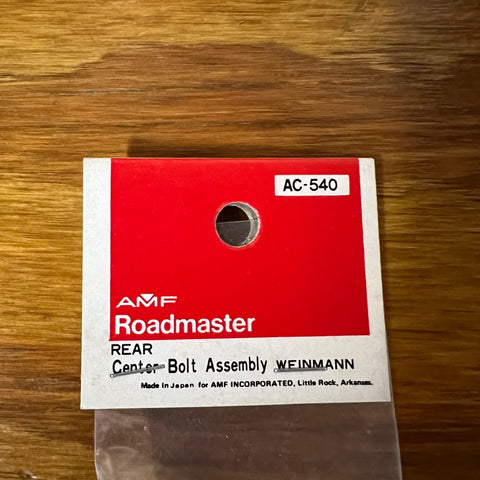 AC-540
AMF
Roadmaster
REAR
Center Bolt Assembly WEINMANN
Made in Japan for AMF INCORPORATED, Little Rock, Arkansas.